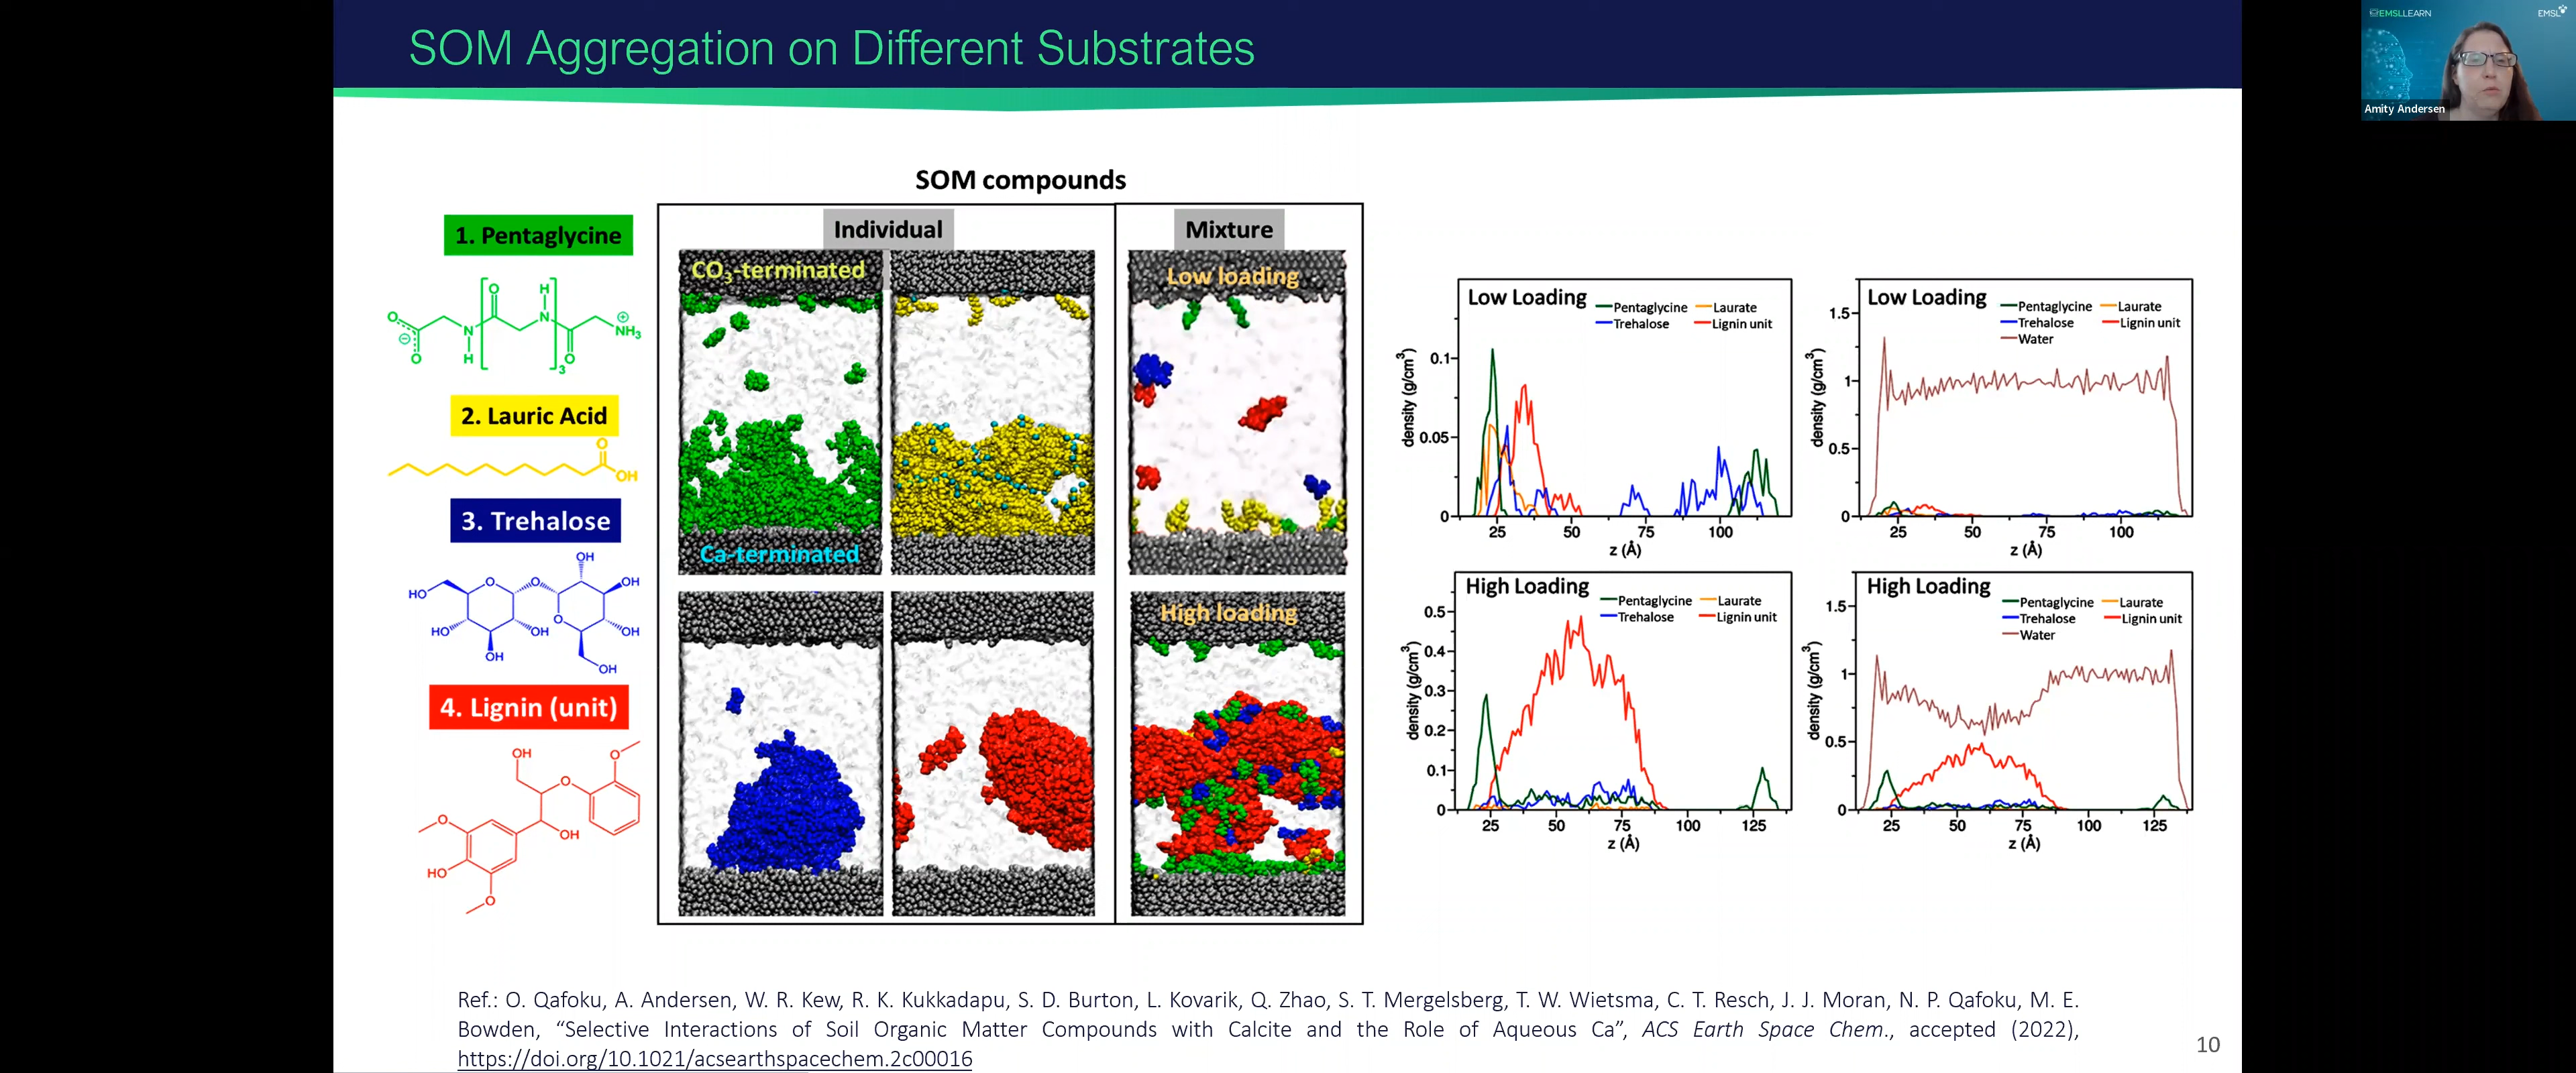 SOM Aggregation on Different Substrates
EMSLLEARN
EMSL
Amity Andersen
SOM compounds
1. Pentaglycine
O
H
O
N
N
NH3
O
H
O
3
2. Lauric Acid
O
OH
3. Trehalose
OH
HO
O
O
OH
HO
OH
O
OH
OH
OH
4. Lignin (unit)
OH
O
O
O
OH
HO
O
Individual
Mixture
CO3-terminated
Low loading
Ca-terminated
High loading
Low Loading
Pentaglycine
Laurate
Trehalose
Lignin unit
density (g/cm3)
0.1
0.05
0
25 50 75 100
z (Å)
Low Loading
Pentaglycine
Laurate
Trehalose
Lignin unit
Water
density (g/cm3)
1.5
1
0.5
0
25 50 75 100
z (Å)
High Loading
Pentaglycine
Laurate
Trehalose
Lignin unit
density (g/cm3)
0.5
0.4
0.3
0.2
0.1
0
25 50 75 100 125
z (Å)
High Loading
Pentaglycine
Laurate
Trehalose
Lignin unit
Water
density (g/cm3)
1.5
1
0.5
0
25 50 75 100 125
z (Å)
Ref.: O. Qafoku, A. Andersen, W. R. Kew, R. K. Kukkadapu, S. D. Burton, L. Kovarik, Q. Zhao, S. T. Mergelsberg, T. W. Wietsma, C. T. Resch, J. J. Moran, N. P. Qafoku, M. E.
Bowden, “Selective Interactions of Soil Organic Matter Compounds with Calcite and the Role of Aqueous Ca”, ACS Earth Space Chem., accepted (2022),
https://doi.org/10.1021/acsearthspacechem.2c00016
10